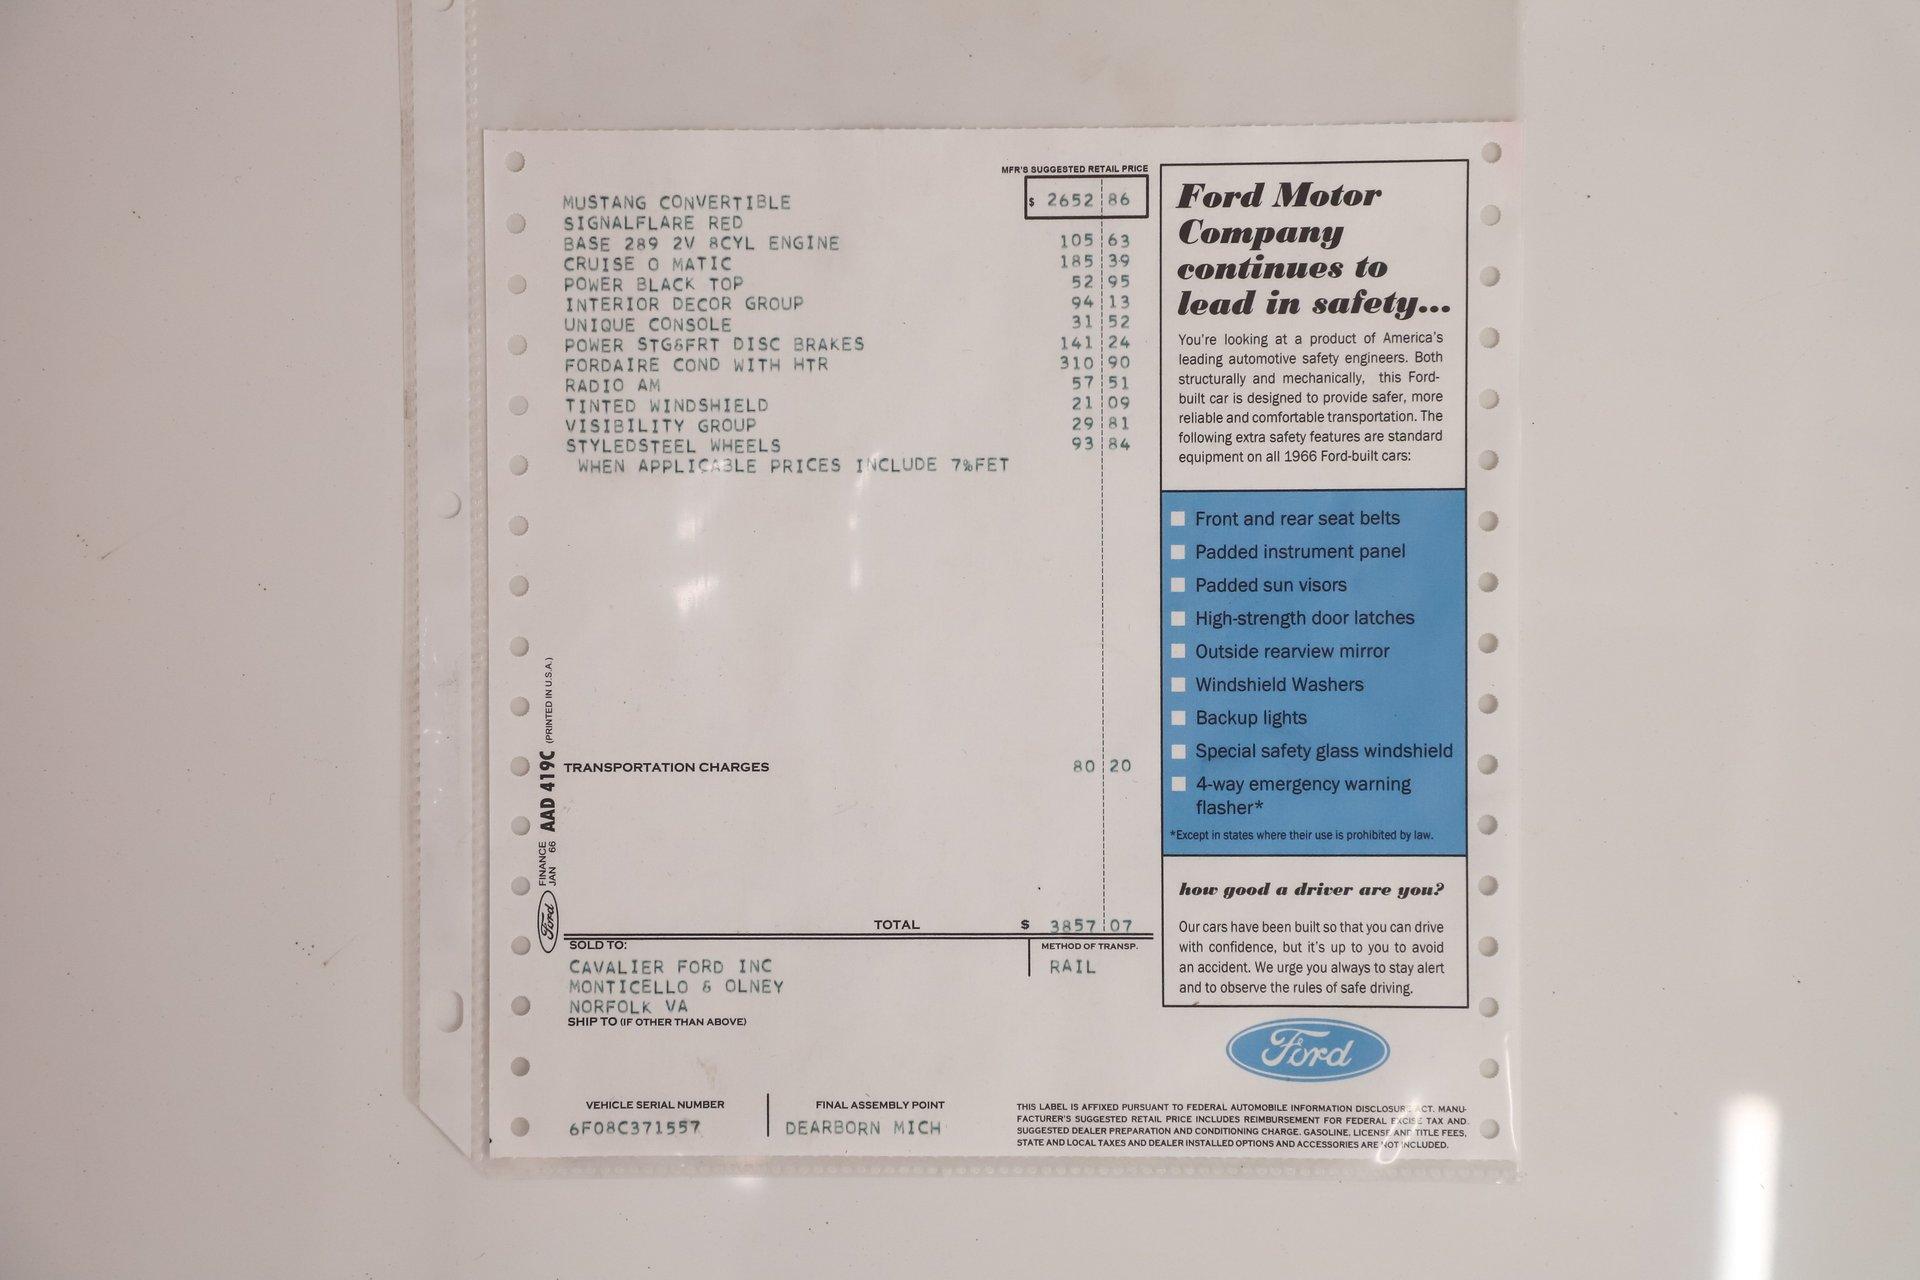 MFR'S SUGGESTED RETAIL PRICE
MUSTANG CONVERTIBLE $ 2652 86
SIGNALFLARE RED
BASE 289 2V 8CYL ENGINE 105 63
CRUISE O MATIC 185 39
POWER BLACK TOP 52 95
INTERIOR DECOR GROUP 94 13
UNIQUE CONSOLE 31 52
POWER STG&FRT DISC BRAKES 141 24
FORDAIRE COND WITH HTR 310 90
RADIO AM 57 51
TINTED WINDSHIELD 21 09
VISIBILITY GROUP 29 81
STYLEDSTEEL WHEELS 93 84
WHEN APPLICABLE PRICES INCLUDE 7%FET
TRANSPORTATION CHARGES 80 20
TOTAL $ 3857 07
SOLD TO:
METHOD OF TRANSP.
CAVALIER FORD INC RAIL
MONTICELLO & OLNEY
NORFOLK VA
SHIP TO (IF OTHER THAN ABOVE)
VEHICLE SERIAL NUMBER
6F08C371557
FINAL ASSEMBLY POINT
DEARBORN MICH
Ford
FINANCE
JAN 66
AAD 419C (PRINTED IN U.S.A.)
Ford Motor
Company
continues to
lead in safety...
You're looking at a product of America's
leading automotive safety engineers. Both
structurally and mechanically, this Ford-
built car is designed to provide safer, more
reliable and comfortable transportation. The
following extra safety features are standard
equipment on all 1966 Ford-built cars:
Front and rear seat belts
Padded instrument panel
Padded sun visors
High-strength door latches
Outside rearview mirror
Windshield Washers
Backup lights
Special safety glass windshield
4-way emergency warning
flasher*
*Except in states where their use is prohibited by law.
how good a driver are you?
Our cars have been built so that you can drive
with confidence, but it's up to you to avoid
an accident. We urge you always to stay alert
and to observe the rules of safe driving.
Ford
THIS LABEL IS AFFIXED PURSUANT TO FEDERAL AUTOMOBILE INFORMATION DISCLOSURE ACT. MANU-
FACTURER'S SUGGESTED RETAIL PRICE INCLUDES REIMBURSEMENT FOR FEDERAL EXCISE TAX AND
SUGGESTED DEALER PREPARATION AND CONDITIONING CHARGE. GASOLINE, LICENSE AND TITLE FEES,
STATE AND LOCAL TAXES AND DEALER INSTALLED OPTIONS AND ACCESSORIES ARE NOT INCLUDED.